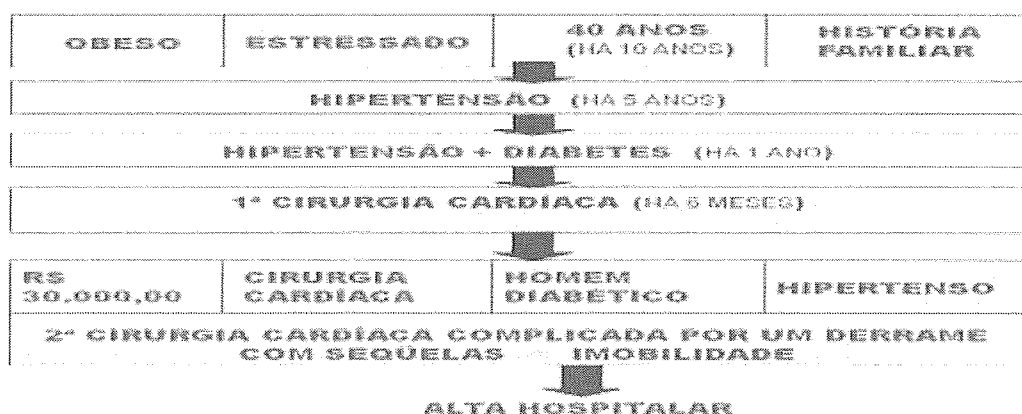 OBESO ESTRESSADO 40 ANOS (HÁ 10 ANOS) HISTÓRIA FAMILIAR
HIPERTENSÃO (HÁ 5 ANOS)
HIPERTENSÃO + DIABETES (HÁ 1 ANO)
1ª CIRURGIA CARDÍACA (HÁ 6 MESES)
R$ 30,000,00 CIRURGIA CARDÍACA HOMEM DIABÉTICO HIPERTENSO
2ª CIRURGIA CARDÍACA COMPLICADA POR UM DERRAME
COM SEQÜELAS IMOBILIDADE
ALTA HOSPITALAR